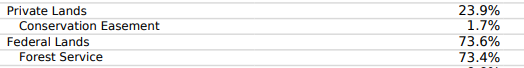 Private Lands 23.9%
Conservation Easement 1.7%
Federal Lands 73.6%
Forest Service 73.4%